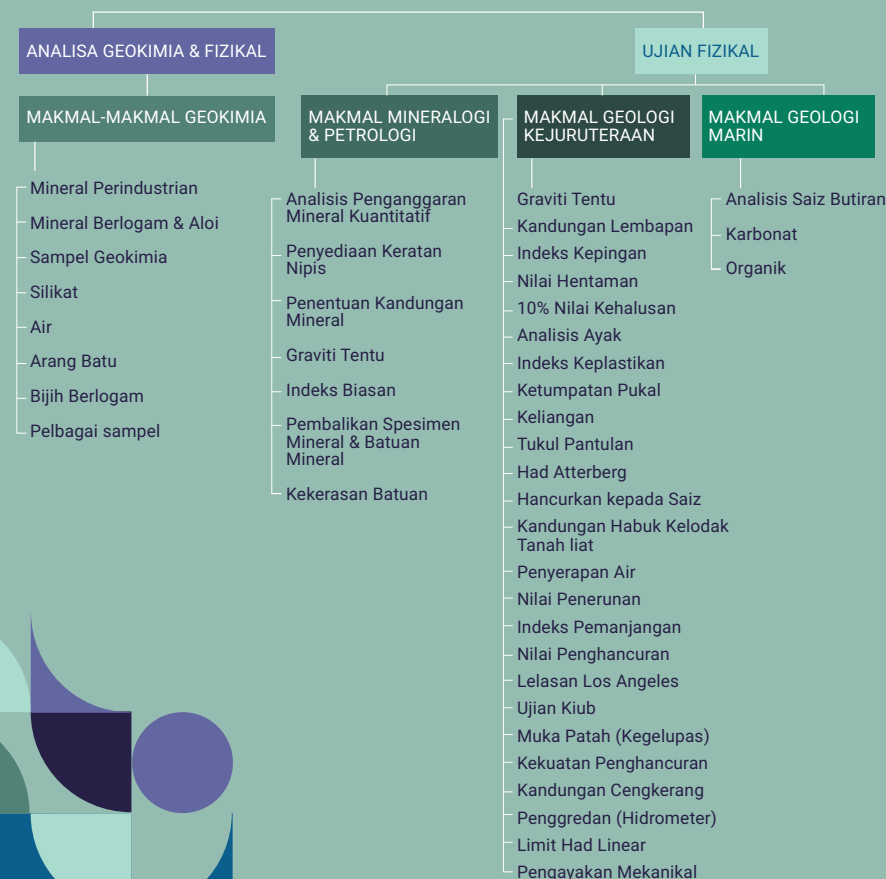 ANALISA GEOKIMIA & FIZIKAL
UJIAN FIZIKAL
MAKMAL-MAKMAL GEOKIMIA
Mineral Perindustrian
Mineral Berlogam & Aloi
Sampel Geokimia
Silikat
Air
Arang Batu
Bijih Berlogam
Pelbagai sampel
MAKMAL MINERALOGI
& PETROLOGI
Analisis Penganggaran
Mineral Kuantitatif
Penyediaan Keratan
Nipis
Penentuan Kandungan
Mineral
Graviti Tentu
Indeks Biasan
Pembalikan Spesimen
Mineral & Batuan
Mineral
Kekerasan Batuan
MAKMAL GEOLOGI
KEJURUTERAAN
Graviti Tentu
Kandungan Lembapan
Indeks Kepingan
Nilai Hentaman
10% Nilai Kehalusan
Analisis Ayak
Indeks Keplastikan
Ketumpatan Pukal
Keliangan
Tukul Pantulan
Had Atterberg
Hancurkan kepada Saiz
Kandungan Habuk Kelodak
Tanah liat
Penyerapan Air
Nilai Penerunan
Indeks Pemanjangan
Nilai Penghancuran
Lelasan Los Angeles
Ujian Kiub
Muka Patah (Kegelupas)
Kekuatan Penghancuran
Kandungan Cengkerang
Penggredan (Hidrometer)
Limit Had Linear
Pengayakan Mekanikal
MAKMAL GEOLOGI
MARIN
Analisis Saiz Butiran
Karbonat
Organik